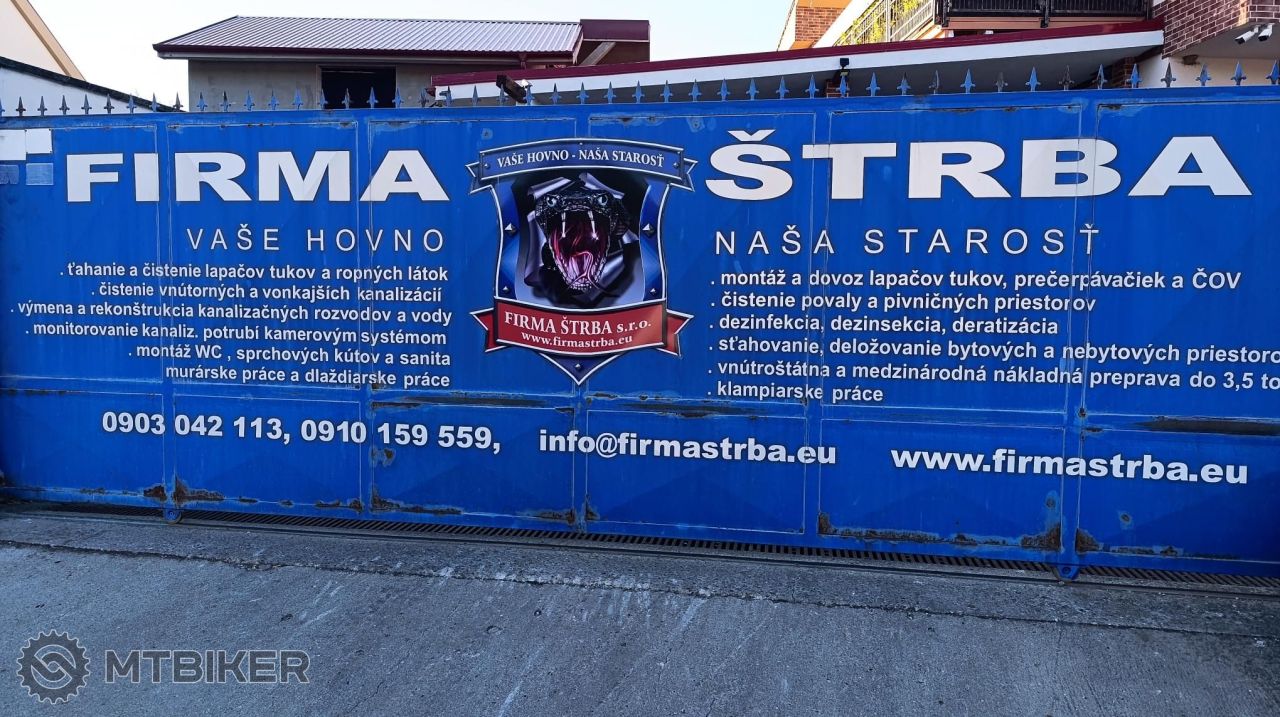 FIRMA ŠTRBA
VAŠE HOVNO
NAŠA STAROSŤ
. ťahanie a čistenie lapačov tukov a ropných látok
. čistenie vnútorných a vonkajších kanalizácií
. výmena a rekonštrukcia kanalizačných rozvodov a vody
. monitorovanie kanaliz. potrubí kamerovým systémom
. montáž WC , sprchových kútov a sanita
murárske práce a dlaždiarske práce
VAŠE HOVNO - NAŠA STAROSŤ
FIRMA ŠTRBA s.r.o.
www.firmastrba.eu
. montáž a dovoz lapačov tukov, prečerpávačiek a ČOV
. čistenie povaly a pivničných priestorov
. dezinfekcia, dezinsekcia, deratizácia
. sťahovanie, deložovanie bytových a nebytových priestoro
. vnútroštátna a medzinárodná nákladná preprava do 3,5 to
. klampiarske práce
0903 042 113, 0910 159 559, info@firmastrba.eu www.firmastrba.eu
MTBIKER